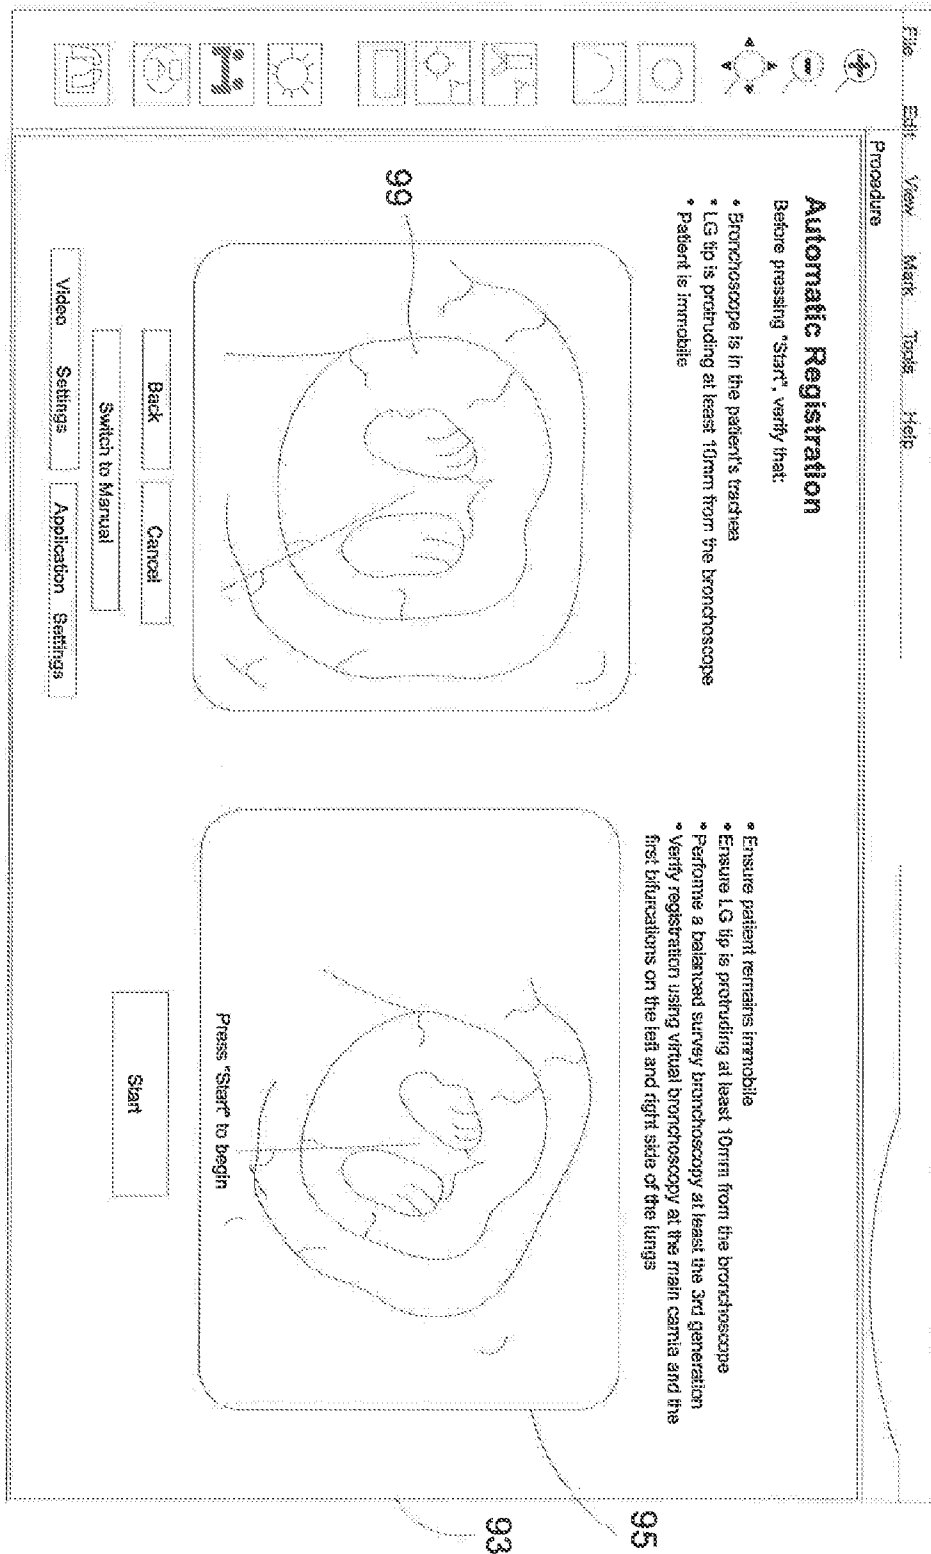 File Edit View Mark Tools Help
Procedure
Automatic Registration
Before pressing "Start", verify that:
• Bronchoscope is in the patient's trachea
• LG tip is protruding at least 10mm from the bronchoscope
• Patient is immobile
• Ensure patient remains immobile
• Ensure LG tip is protruding at least 10mm from the bronchoscope
• Performe a balanced survey bronchoscopy at least the 3rd generation
• Verify registration using virtual bronchoscopy at the main carnia and the
first bifurcations on the left and right side of the lungs
99
95
93
Press "Start" to begin
Back Cancel
Switch to Manual
Video Settings Application Settings
Start